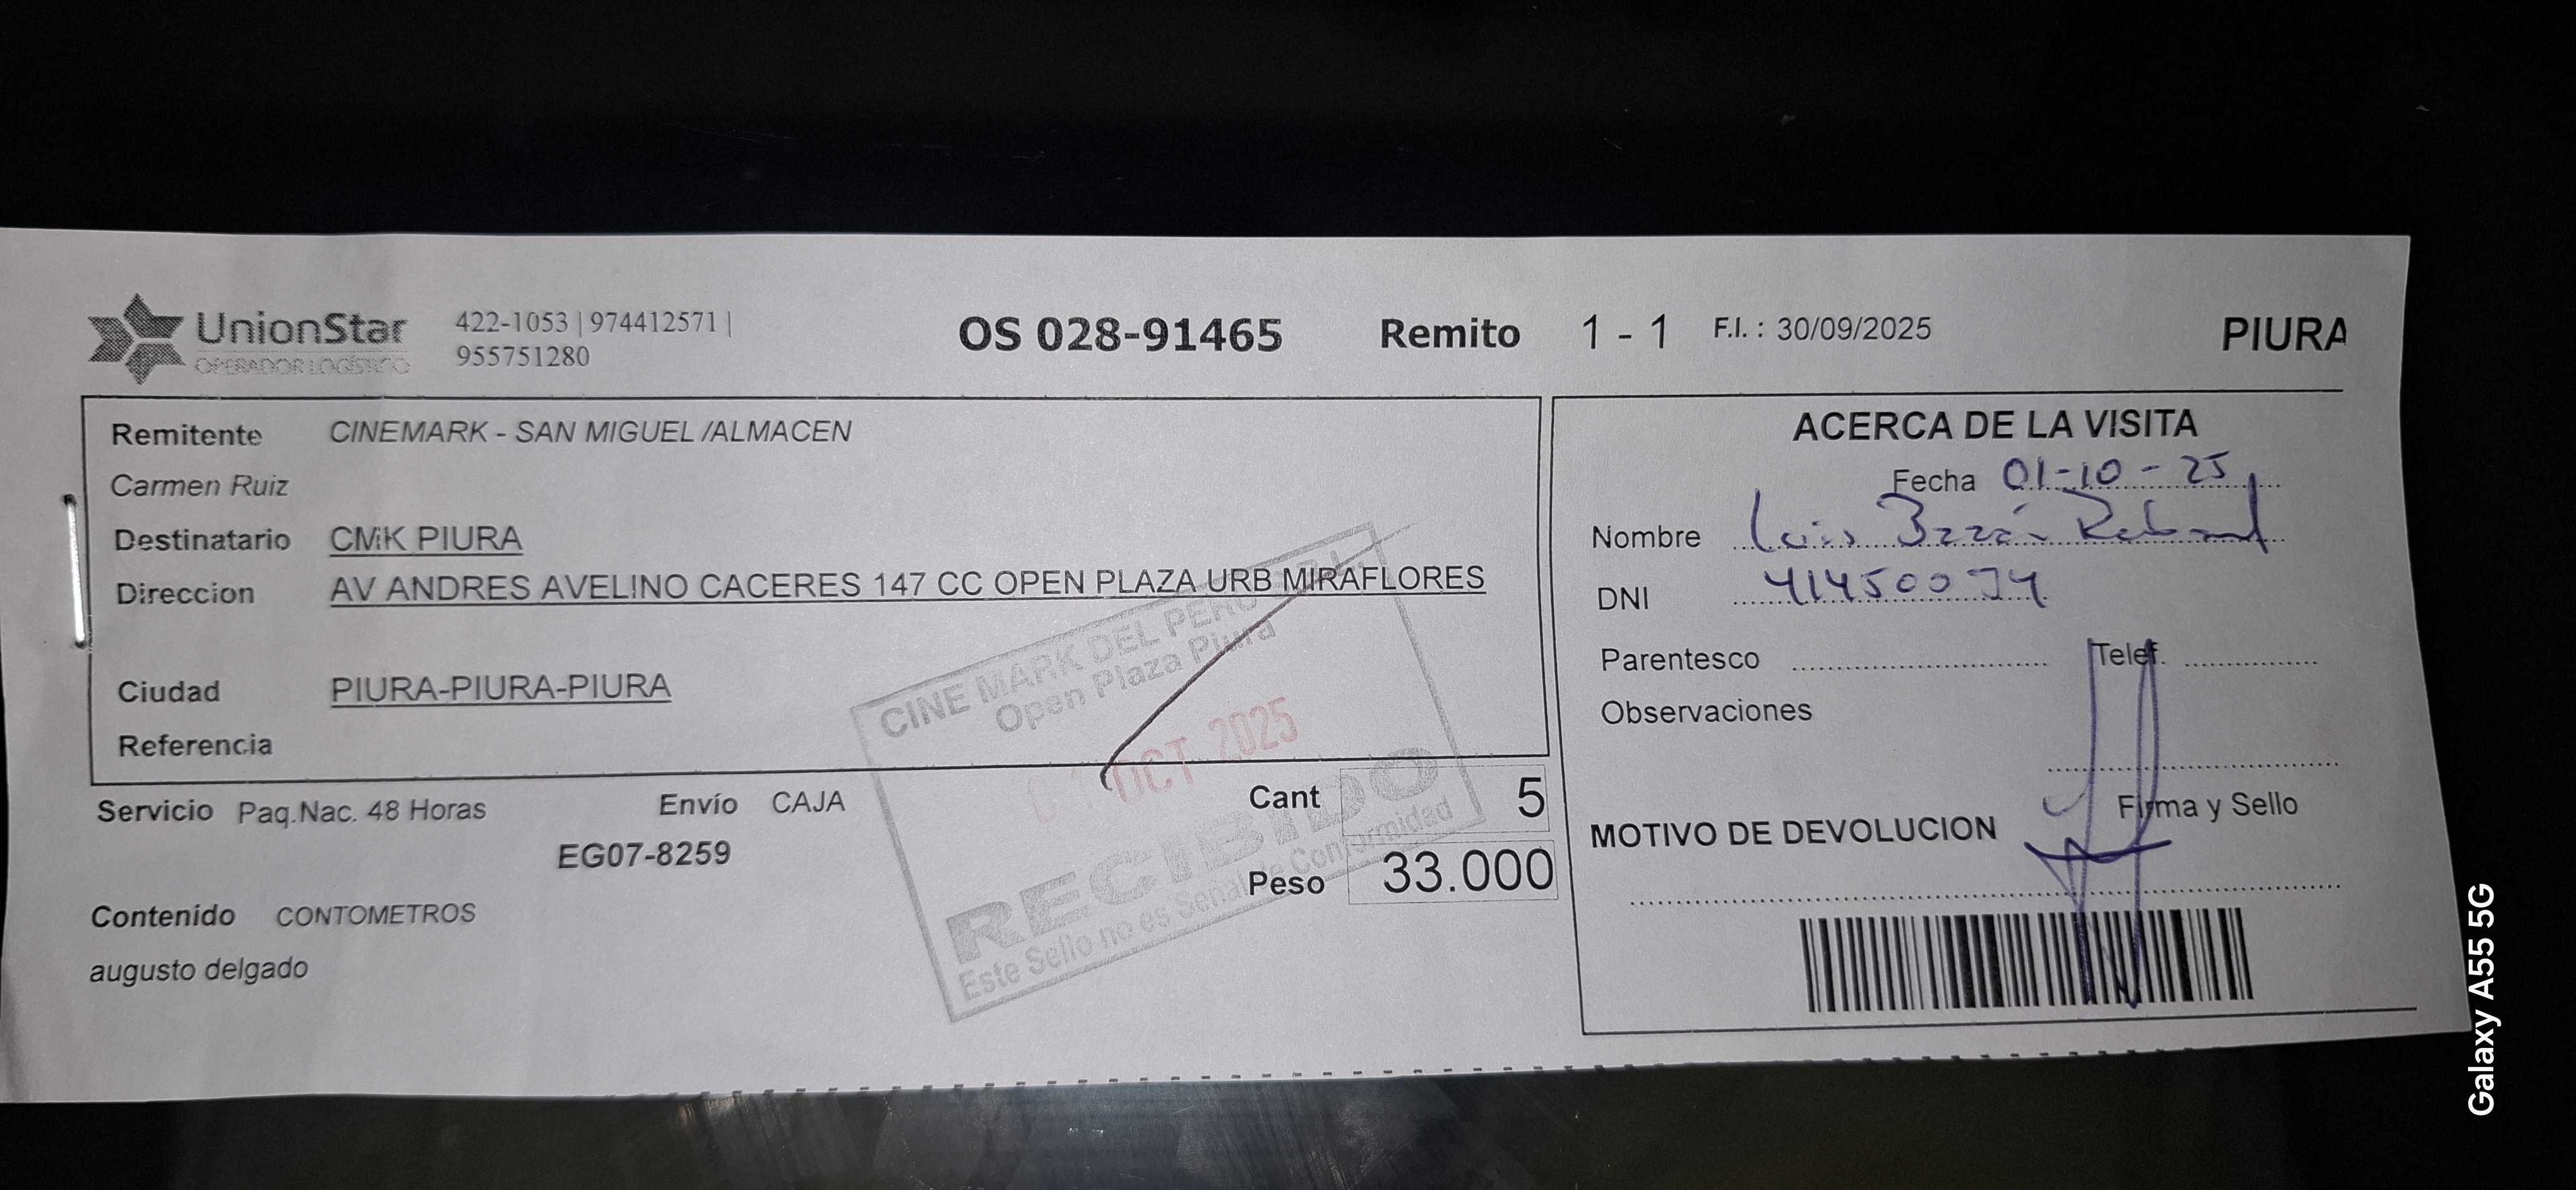 UnionStar
OPERADOR LOGÍSTICO
422-1053 | 974412571 |
955751280
OS 028-91465 Remito 1 - 1 F.I. : 30/09/2025 PIURA
Remitente CINEMARK - SAN MIGUEL /ALMACEN
Carmen Ruiz
Destinatario CMK PIURA
Direccion AV ANDRES AVELINO CACERES 147 CC OPEN PLAZA URB MIRAFLORES
Ciudad PIURA-PIURA-PIURA
Referencia
Servicio Paq.Nac. 48 Horas Envío CAJA
EG07-8259
Cant 5
Peso 33.000
Contenido CONTOMETROS
augusto delgado
CINEMARK DEL PERU
Open Plaza Piura
OCT 2025
RECIBIDO
Este Sello no es Señal de Conformidad
ACERCA DE LA VISITA
Fecha 01-10-25
Nombre Luis Bazán
DNI 414500
Parentesco Telef.
Observaciones
Firma y Sello
MOTIVO DE DEVOLUCION
Galaxy A55 5G